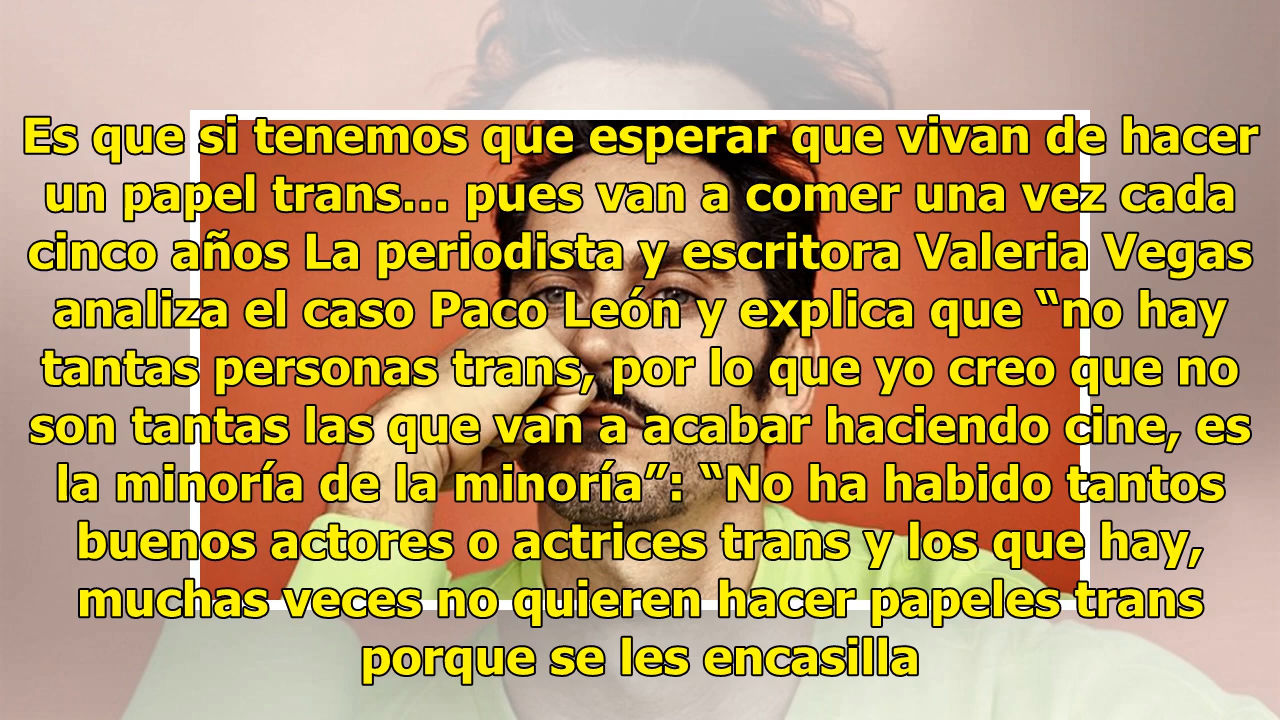 Es que si tenemos que esperar que vivan de hacer
un papel trans... pues van a comer una vez cada
cinco años La periodista y escritora Valeria Vegas
analiza el caso Paco León y explica que “no hay
tantas personas trans, por lo que yo creo que no
son tantas las que van a acabar haciendo cine, es
la minoría de la minoría”: “No ha habido tantos
buenos actores o actrices trans y los que hay,
muchas veces no quieren hacer papeles trans
porque se les encasilla